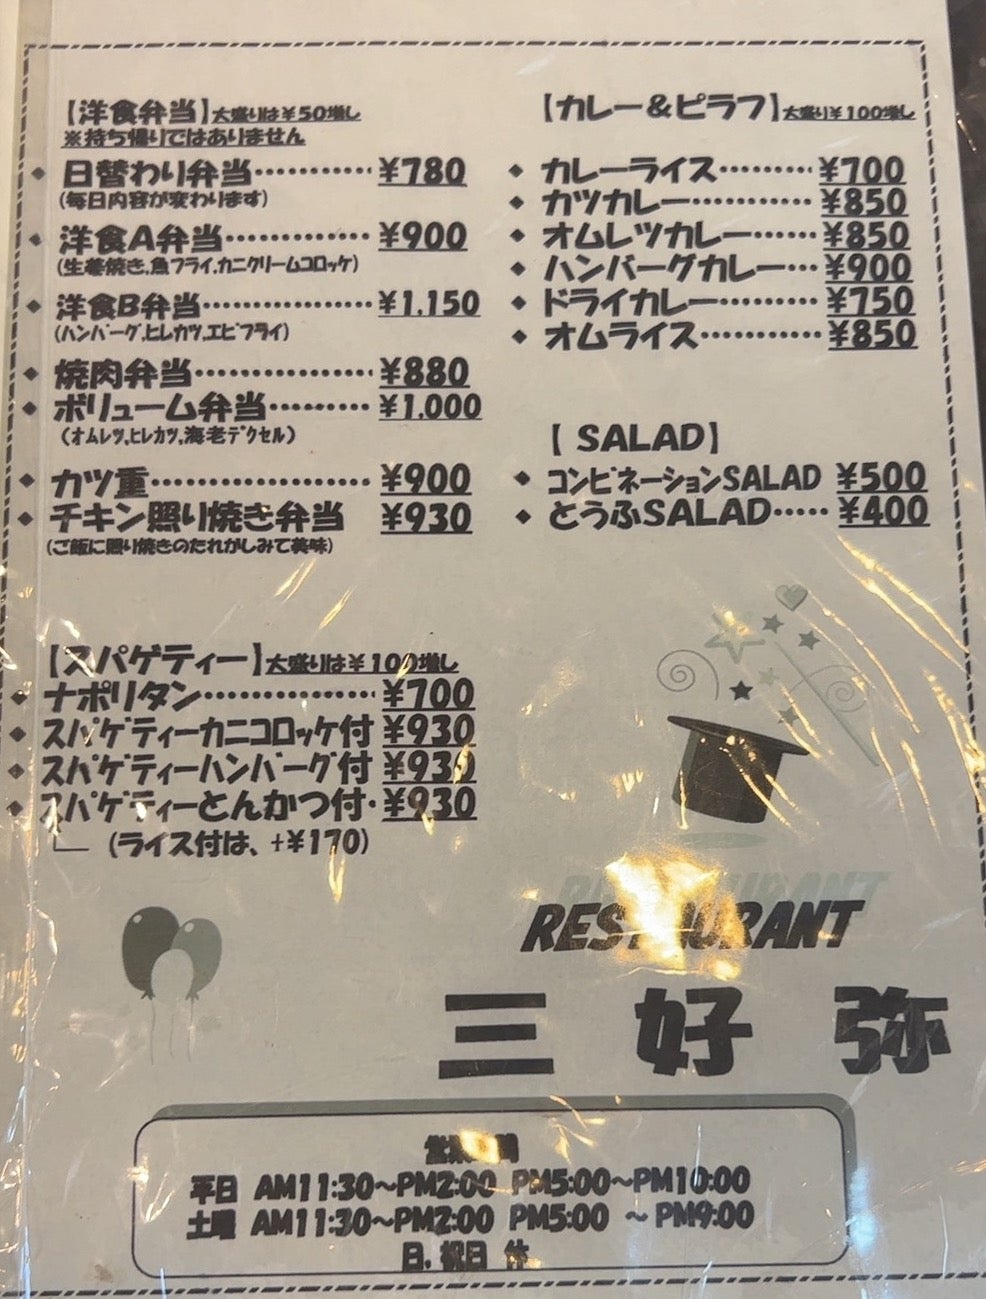 【洋食弁当】大盛りは¥50増し
※持ち帰りではありません
◆ 日替わり弁当…………¥780
(毎日内容が変わります)
◆ 洋食A弁当……………¥900
(生姜焼き,魚フライ,カニクリームコロッケ)
◆ 洋食B弁当………………¥1,150
(ハンバーグ,ヒレカツ,エビフライ)
◆ 焼肉弁当………………¥880
◆ ボリューム弁当………¥1,000
(オムレツ,ヒレカツ,海老デクセル)
◆ カツ重…………………¥900
◆ チキン照り焼き弁当 ¥930
(ご飯に照り焼きのたれがしみて美味)
【スパゲティー】大盛りは¥100増し
◆ ナポリタン………………¥700
◆ スパゲティーカニコロッケ付 ¥930
◆ スパゲティーハンバーグ付 ¥930
◆ スパゲティーとんかつ付・¥930
(ライス付は、+¥170)
【カレー&ピラフ】大盛り¥100増し
◆ カレーライス…………¥700
◆ カツカレー……………¥850
◆ オムレツカレー………¥850
◆ ハンバーグカレー…¥900
◆ ドライカレー…………¥750
◆ オムライス……………¥850
【 SALAD】
◆ コンビネーションSALAD ¥500
◆ とうふSALAD……¥400
RESTAURANT
三好弥
営業時間
平日 AM11:30~PM2:00 PM5:00~PM10:00
土曜 AM11:30~PM2:00 PM5:00 ~ PM9:00
日,祝日 休